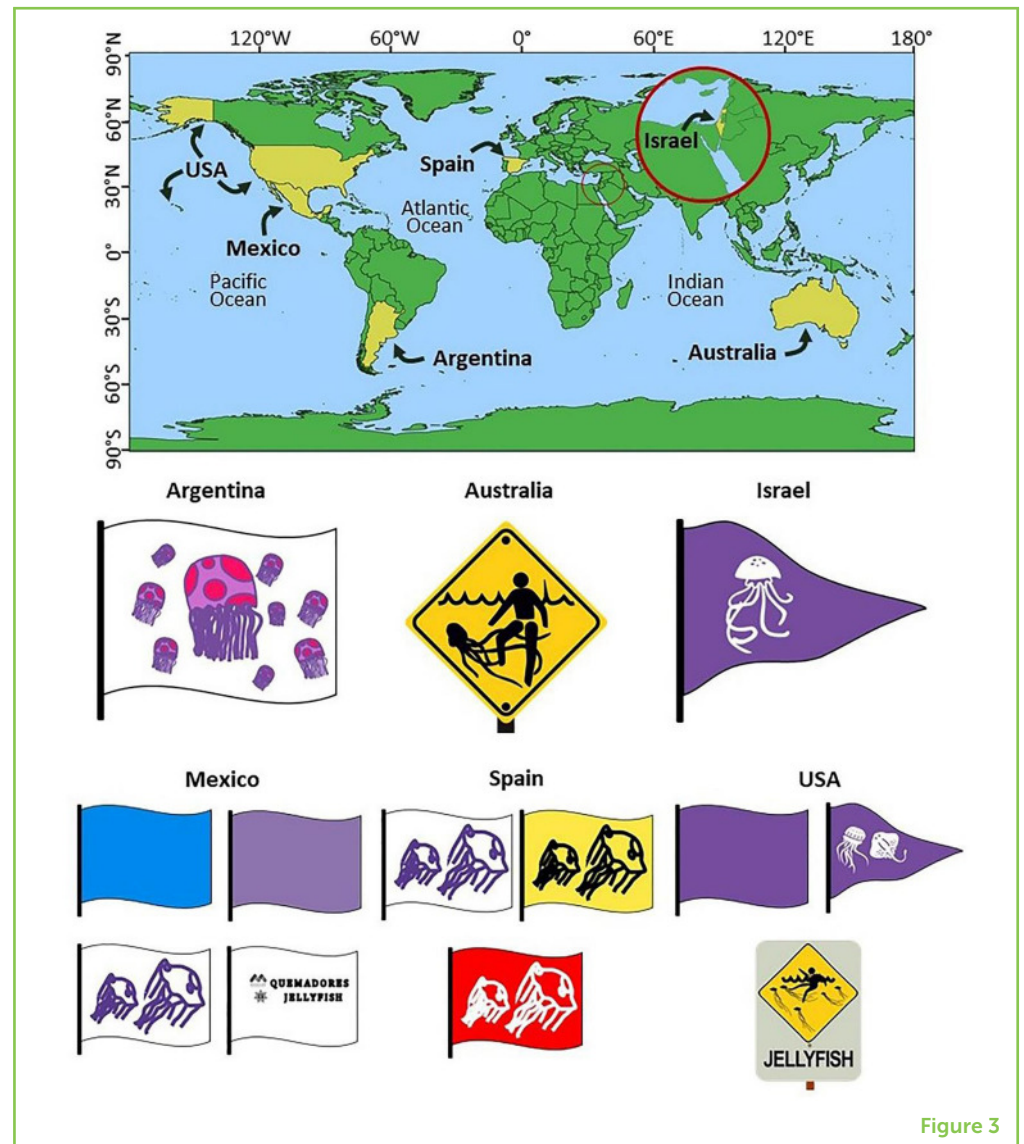 120°W 60°W 0° 60°E 120°E 180°
90°N
60°N
30°N
0°
30°S
60°S
90°S
USA
Mexico
Spain
Israel
Atlantic
Ocean
Pacific
Ocean
Indian
Ocean
Argentina
Australia
Argentina Australia Israel
Mexico Spain USA
QUEMADORES
JELLYFISH
JELLYFISH
Figure 3